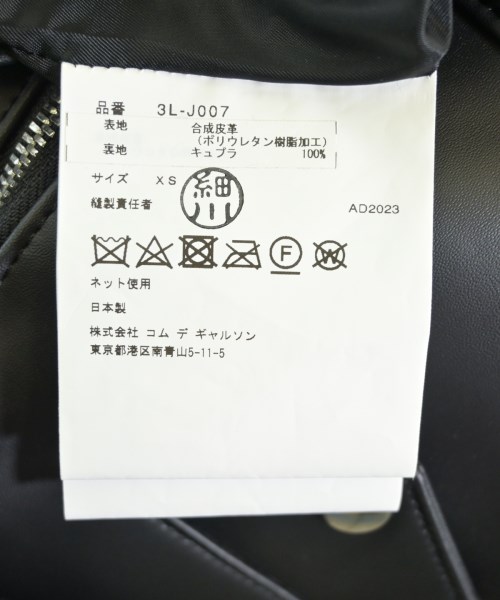 品番 3L-J007
表地 合成皮革
(ポリウレタン樹脂加工)
裏地 キュプラ 100%
サイズ XS
縫製責任者 小細 AD2023
F W
ネット使用
日本製
株式会社 コム デ ギャルソン
東京都港区南青山5-11-5